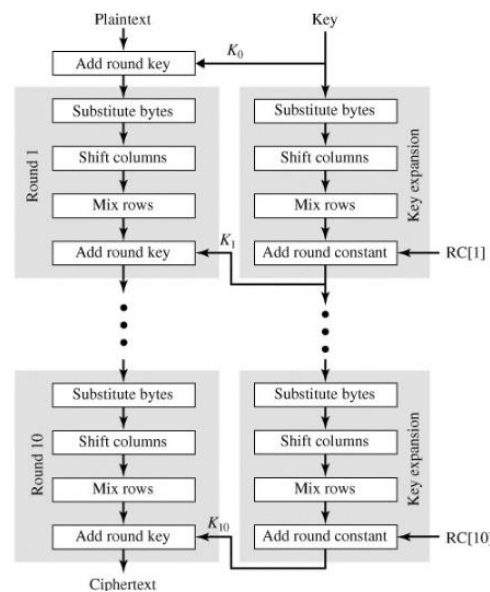 Plaintext
Key
K0
Add round key
Round 1
Substitute bytes
Shift columns
Mix rows
K1
Add round key
Key expansion
Substitute bytes
Shift columns
Mix rows
Add round constant
RC[1]
Round 10
Substitute bytes
Shift columns
Mix rows
K10
Add round key
Key expansion
Substitute bytes
Shift columns
Mix rows
Add round constant
RC[10]
Ciphertext